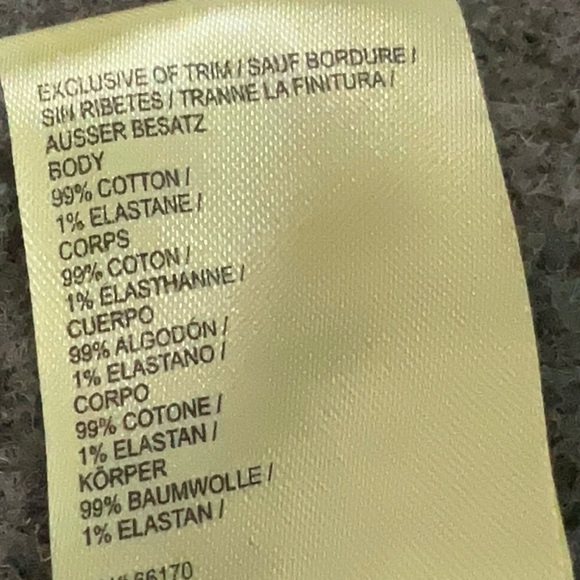 EXCLUSIVE OF TRIM / SAUF BORDURE /
SIN RIBETES / TRANNE LA FINITURA /
AUSSER BESATZ
BODY
99% COTTON /
1% ELASTANE /
CORPS
99% COTON /
1% ELASTHANNE /
CUERPO
99% ALGODÓN /
1% ELASTANO /
CORPO
99% COTONE /
1% ELASTAN /
KÖRPER
99% BAUMWOLLE /
1% ELASTAN /
66170